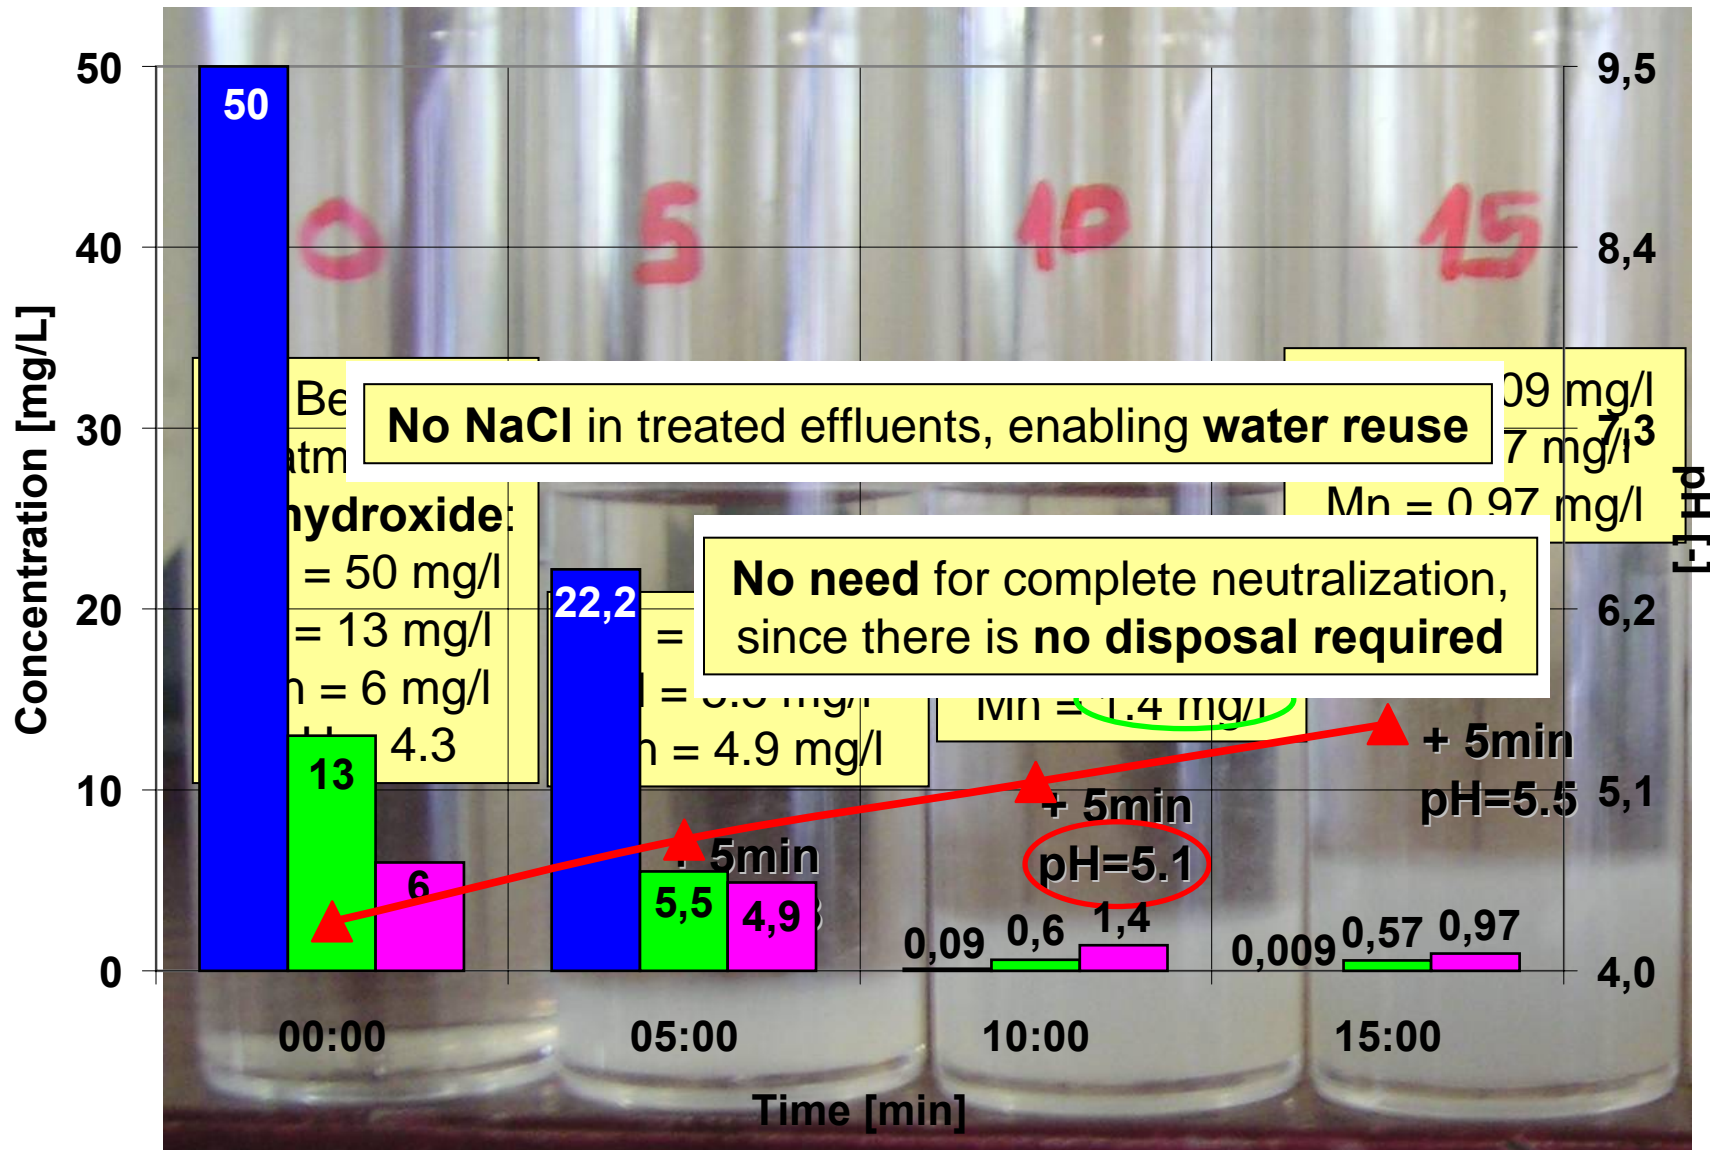 50
40
30
20
10
0
Concentration [mg/L]
9,5
8,4
7,3
6,2
5,1
4,0
pH [-]
0
5
10
15
50
13
6
22,2
5,5
4,9
0,09
0,6
1,4
0,009
0,57
0,97
hydroxide:
= 50 mg/l
= 13 mg/l
= 6 mg/l
4.3
No NaCl in treated effluents, enabling water reuse
No need for complete neutralization,
since there is no disposal required
=
= 4.9 mg/l
Mn = 1.4 mg/l
09 mg/l
7 mg/l
Mn = 0.97 mg/l
5min
+ 5min
pH=5.1
+ 5min
pH=5.5
00:00
05:00
10:00
15:00
Time [min]